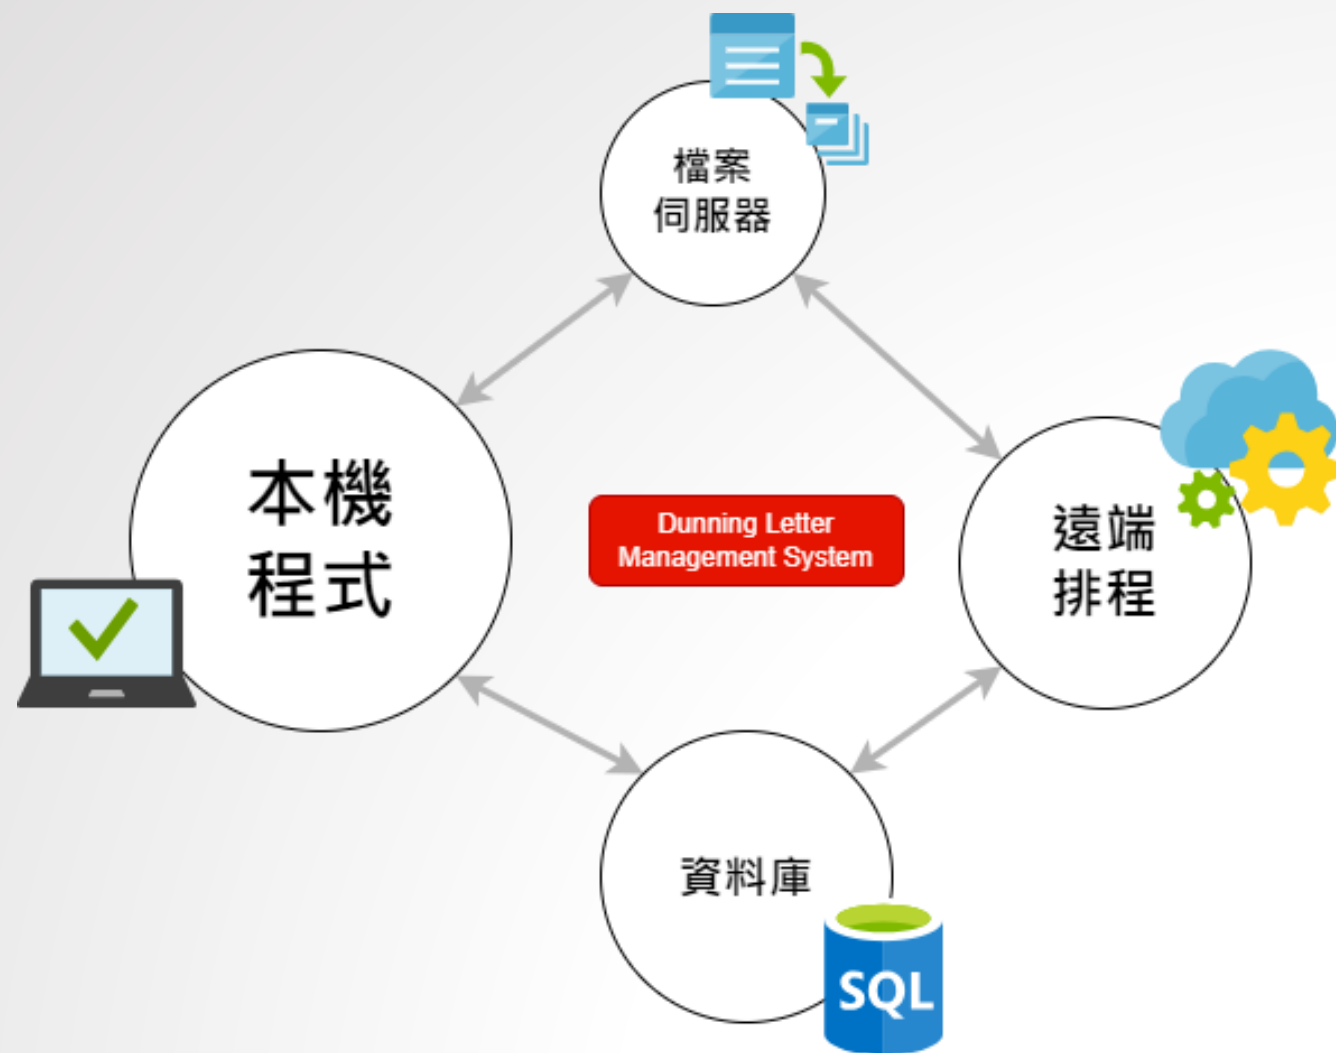 檔案
伺服器
本機
程式
Dunning Letter
Management System
遠端
排程
資料庫
SQL